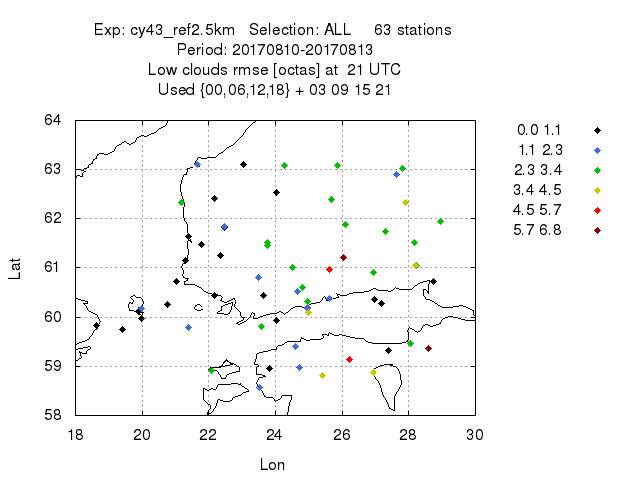 Exp: cy43_ref2.5km   Selection: ALL     63 stations
Period: 20170810-20170813
Low clouds rmse [octas] at  21 UTC
Used {00,06,12,18} + 03 09 15 21
64
63
62
61
60
59
58
Lat
18 20 22 24 26 28 30
Lon
0.0 1.1
1.1 2.3
2.3 3.4
3.4 4.5
4.5 5.7
5.7 6.8